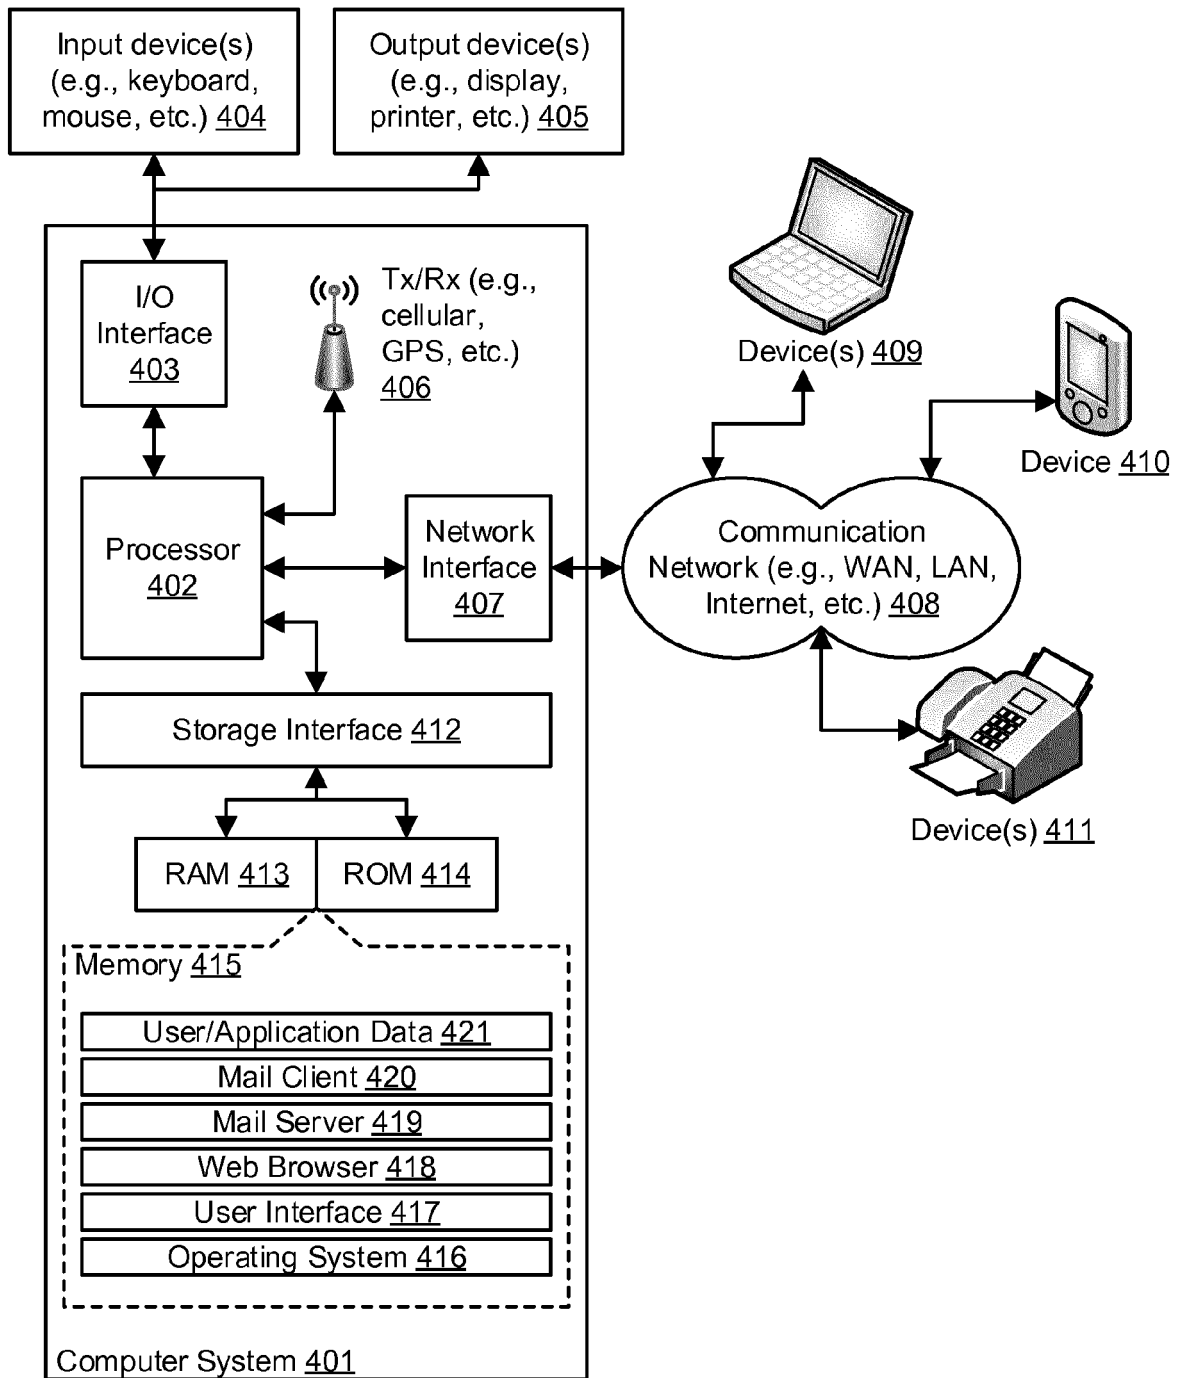 Input device(s)
(e.g., keyboard,
mouse, etc.) 404
Output device(s)
(e.g., display,
printer, etc.) 405
I/O
Interface
403
Tx/Rx (e.g.,
cellular,
GPS, etc.)
406
Device(s) 409
Device 410
Processor
402
Network
Interface
407
Communication
Network (e.g., WAN, LAN,
Internet, etc.) 408
Storage Interface 412
Device(s) 411
RAM 413
ROM 414
Memory 415
User/Application Data 421
Mail Client 420
Mail Server 419
Web Browser 418
User Interface 417
Operating System 416
Computer System 401